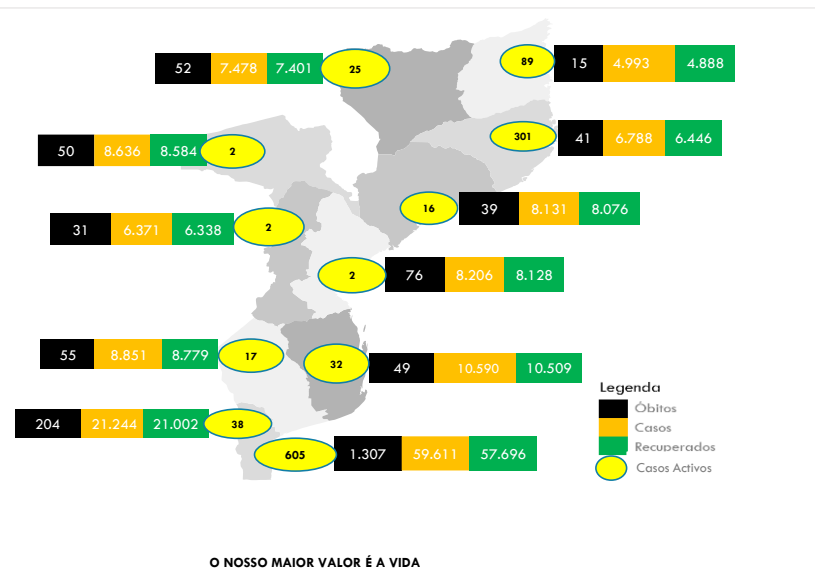 52 7.478 7.401 25
89 15 4.993 4.888
301 41 6.788 6.446
50 8.636 8.584 2
16 39 8.131 8.076
31 6.371 6.338 2
2 76 8.206 8.128
55 8.851 8.779 17
32 49 10.590 10.509
Legenda
Óbitos
Casos
Recuperados
Casos Activos
204 21.244 21.002 38
605 1.307 59.611 57.696
O NOSSO MAIOR VALOR É A VIDA